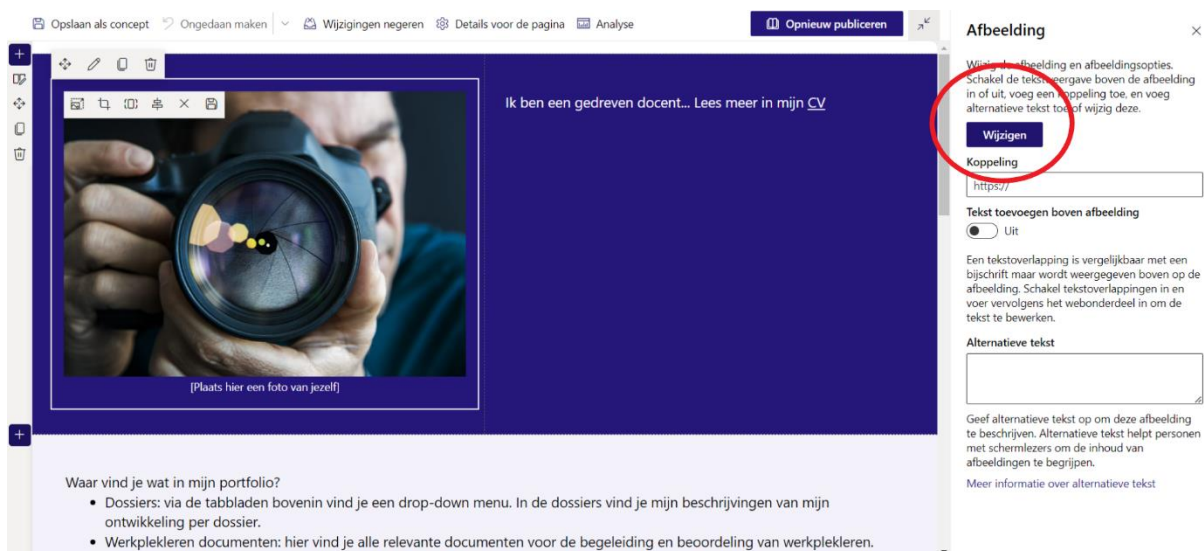 Opslaan als concept Ongedaan maken Wijzigingen negeren Details voor de pagina Analyse Opnieuw publiceren
Ik ben een gedreven docent... Lees meer in mijn CV
[Plaats hier een foto van jezelf]
Waar vind je wat in mijn portfolio?
• Dossiers: via de tabbladen bovenin vind je een drop-down menu. In de dossiers vind je mijn beschrijvingen van mijn
ontwikkeling per dossier.
• Werkplekleren documenten: hier vind je alle relevante documenten voor de begeleiding en beoordeling van werkplekleren.
Afbeelding
Wijzig de afbeelding en afbeeldingsopties.
Schakel de tekstweergave boven de afbeelding
in of uit, voeg een koppeling toe, en voeg
alternatieve tekst toe of wijzig deze.
Wijzigen
Koppeling
https://
Tekst toevoegen boven afbeelding
Uit
Een tekstoverlapping is vergelijkbaar met een
bijschrift maar wordt weergegeven boven op de
afbeelding. Schakel tekstoverlappingen in en
voer vervolgens het webonderdeel in om de
tekst te bewerken.
Alternatieve tekst
Geef alternatieve tekst op om deze afbeelding
te beschrijven. Alternatieve tekst helpt personen
met schermlezers om de inhoud van
afbeeldingen te begrijpen.
Meer informatie over alternatieve tekst